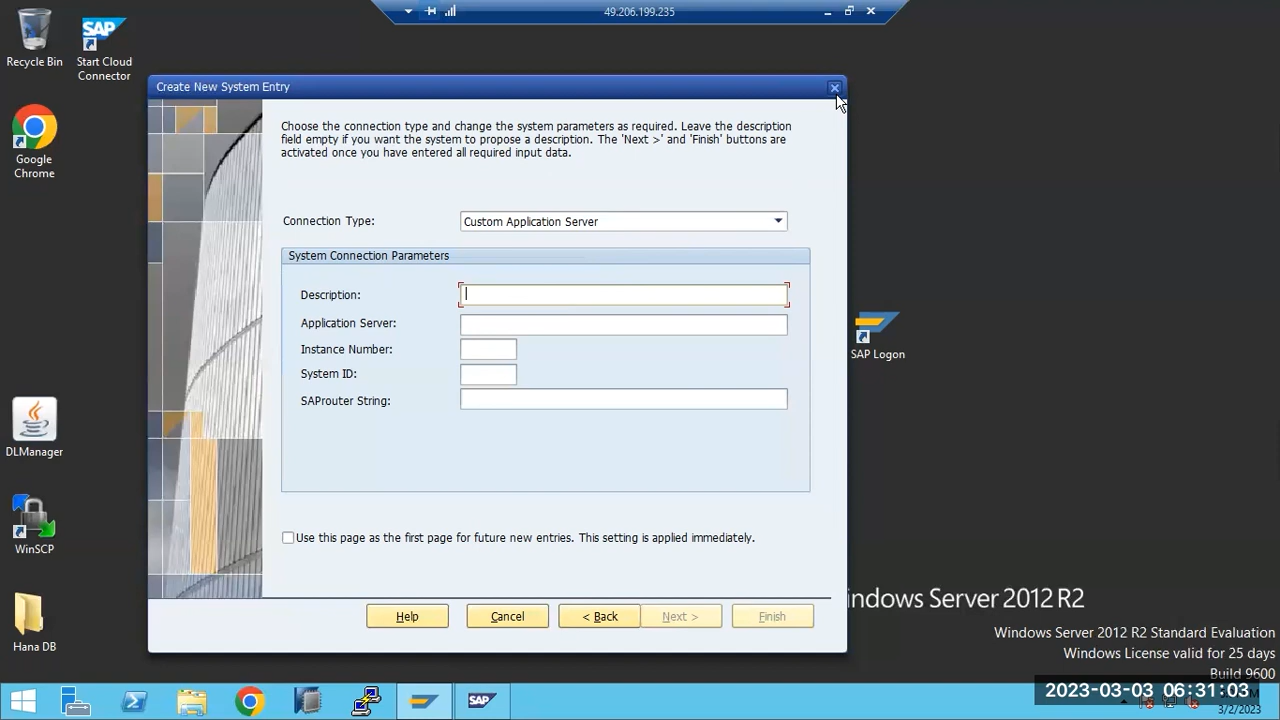 49.206.199.235
Recycle Bin
SAP
Start Cloud
Connector
Google
Chrome
DLManager
WinSCP
Hana DB
Create New System Entry
Choose the connection type and change the system parameters as required. Leave the description
field empty if you want the system to propose a description. The 'Next >' and 'Finish' buttons are
activated once you have entered all required input data.
Connection Type:
Custom Application Server
System Connection Parameters
Description:
Application Server:
Instance Number:
System ID:
SAProuter String:
Use this page as the first page for future new entries. This setting is applied immediately.
Help
Cancel
< Back
Next >
Finish
SAP Logon
indows Server 2012 R2
Windows Server 2012 R2 Standard Evaluation
Windows License valid for 25 days
Build 9600
2023-03-03 06:31:03
SAP
3/2/2023